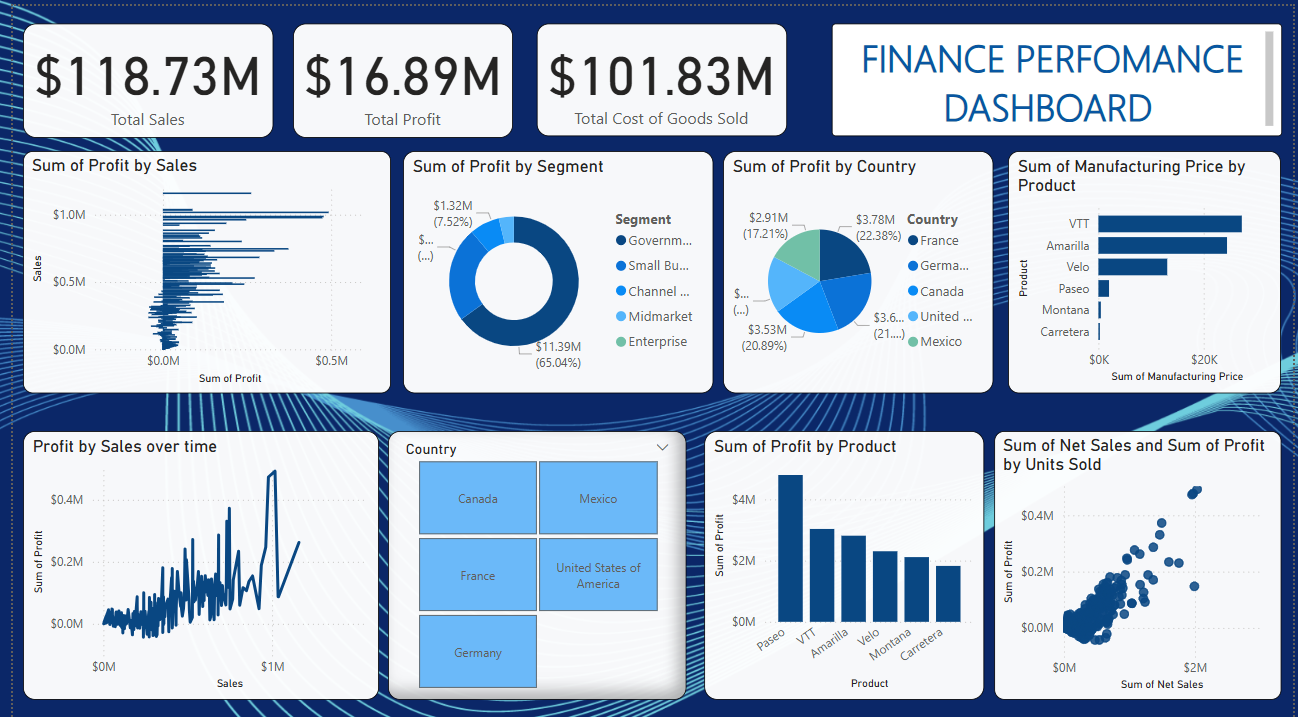 $118.73M
Total Sales
$16.89M
Total Profit
$101.83M
Total Cost of Goods Sold
FINANCE PERFOMANCE
DASHBOARD
Sum of Profit by Sales
$1.0M
$0.5M
$0.0M
Sales
$0.0M
$0.5M
Sum of Profit
Sum of Profit by Segment
$1.32M
(7.52%)
$...
(...)
$11.39M
(65.04%)
Segment
Governm...
Small Bu...
Channel ...
Midmarket
Enterprise
Sum of Profit by Country
$2.91M
(17.21%)
$3.78M
(22.38%)
$...
(...)
$3.53M
(20.89%)
$3.6...
(21....)
Country
France
Germa...
Canada
United ...
Mexico
Sum of Manufacturing Price by
Product
Product
VTT
Amarilla
Velo
Paseo
Montana
Carretera
$0K
$20K
Sum of Manufacturing Price
Profit by Sales over time
Sum of Profit
$0.4M
$0.2M
$0.0M
$0M
$1M
Sales
Country
Canada
Mexico
France
United States of
America
Germany
Sum of Profit by Product
Sum of Profit
$4M
$2M
$0M
Paseo
VTT
Amarilla
Velo
Montana
Carretera
Product
Sum of Net Sales and Sum of Profit
by Units Sold
Sum of Profit
$0.4M
$0.2M
$0.0M
$0M
$2M
Sum of Net Sales